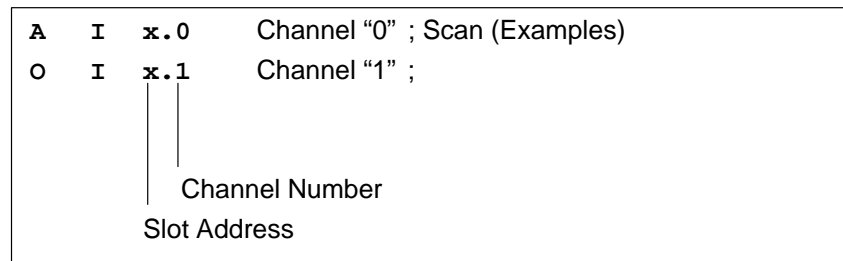 A I x.0 Channel “0” ; Scan (Examples)
O I x.1 Channel “1” ;
Channel Number
Slot Address